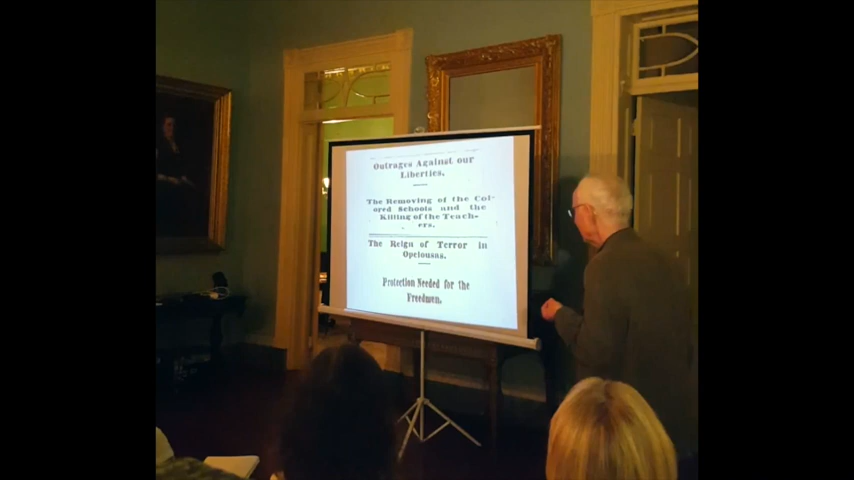 Outrages Against our
Liberties.
The Removing of the Col-
ored Schools and the
Killing of the Teach-
ers.
The Reign of Terror in
Opelousas.
Protection Needed for the
Freedmen.